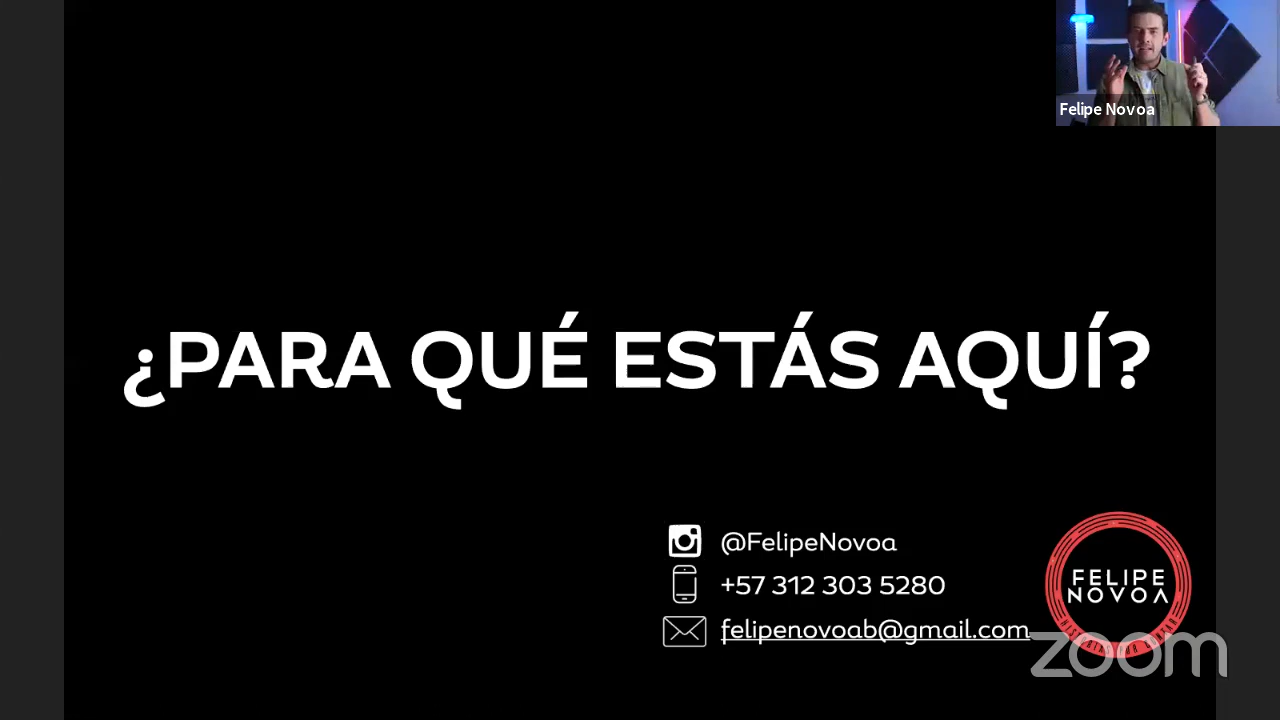 Felipe Novoa
¿PARA QUÉ ESTÁS AQUÍ?
@FelipeNovoa
+57 312 303 5280
felipenovoab@gmail.com
FELIPE
NOVOA
zoom